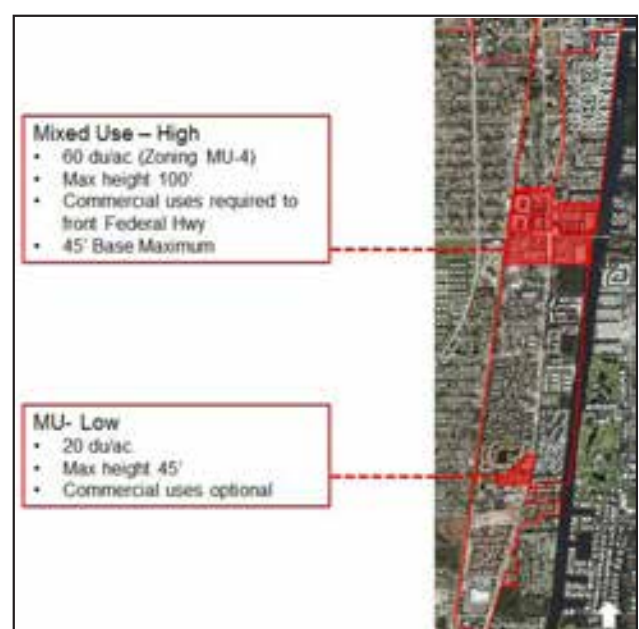 Mixed Use – High
• 60 du/ac (Zoning MU-4)
• Max height 100'
• Commercial uses required to
front Federal Hwy
• 45' Base Maximum
MU- Low
• 20 du/ac
• Max height 45'
• Commercial uses optional